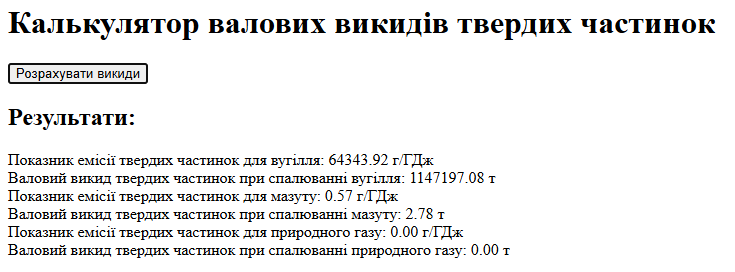 Калькулятор валових викидів твердих частинок
Розрахувати викиди
Результати:
Показник емісії твердих частинок для вугілля: 64343.92 г/ГДж
Валовий викид твердих частинок при спалюванні вугілля: 1147197.08 т
Показник емісії твердих частинок для мазуту: 0.57 г/ГДж
Валовий викид твердих частинок при спалюванні мазуту: 2.78 т
Показник емісії твердих частинок для природного газу: 0.00 г/ГДж
Валовий викид твердих частинок при спалюванні природного газу: 0.00 т